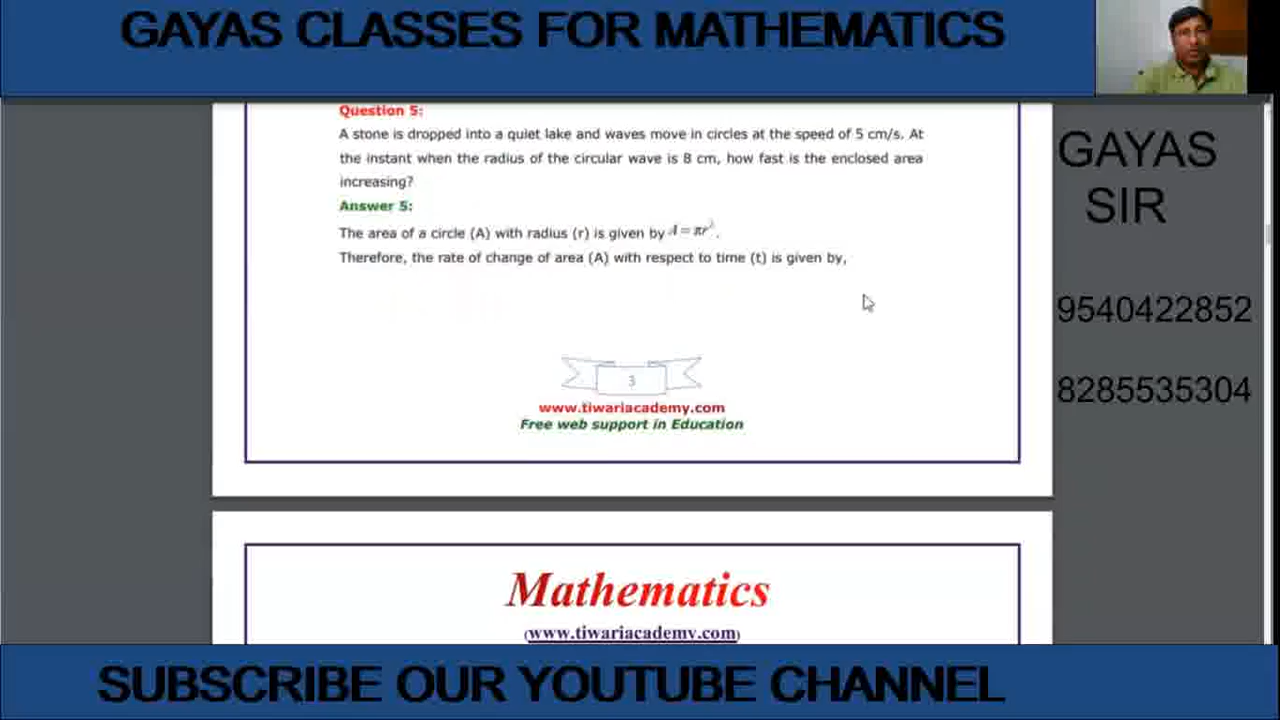 GAYAS CLASSES FOR MATHEMATICS
Question 5:
A stone is dropped into a quiet lake and waves move in circles at the speed of 5 cm/s. At
the instant when the radius of the circular wave is 8 cm, how fast is the enclosed area
increasing?
Answer 5:
The area of a circle (A) with radius (r) is given by A = πr².
Therefore, the rate of change of area (A) with respect to time (t) is given by,
3
www.tiwariacademy.com
Free web support in Education
Mathematics
(www.tiwariacademy.com)
GAYAS
SIR
9540422852
8285535304
SUBSCRIBE OUR YOUTUBE CHANNEL